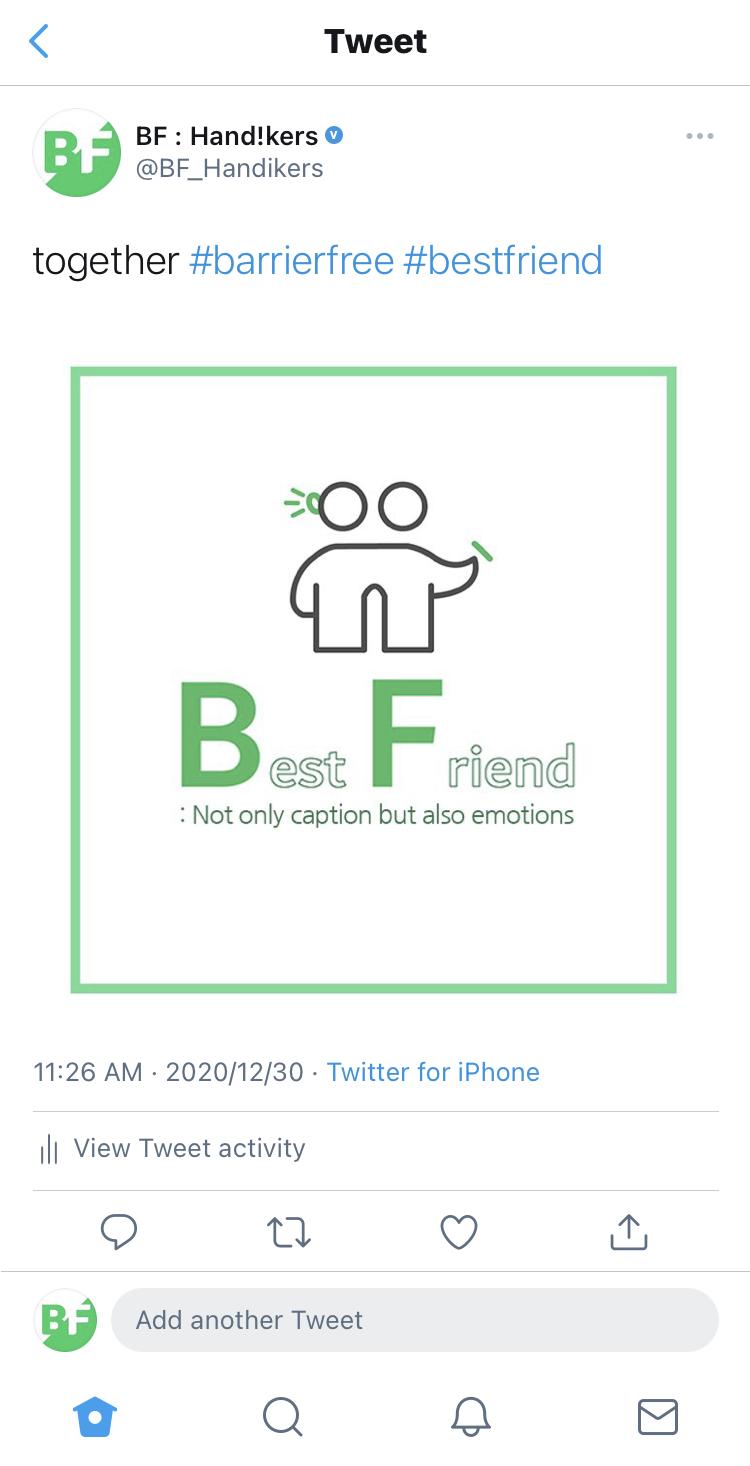 Tweet
BF
BF : Hand!kers
@BF_Handikers
together #barrierfree #bestfriend
Best Friend
: Not only caption but also emotions
11:26 AM · 2020/12/30 · Twitter for iPhone
View Tweet activity
BF
Add another Tweet